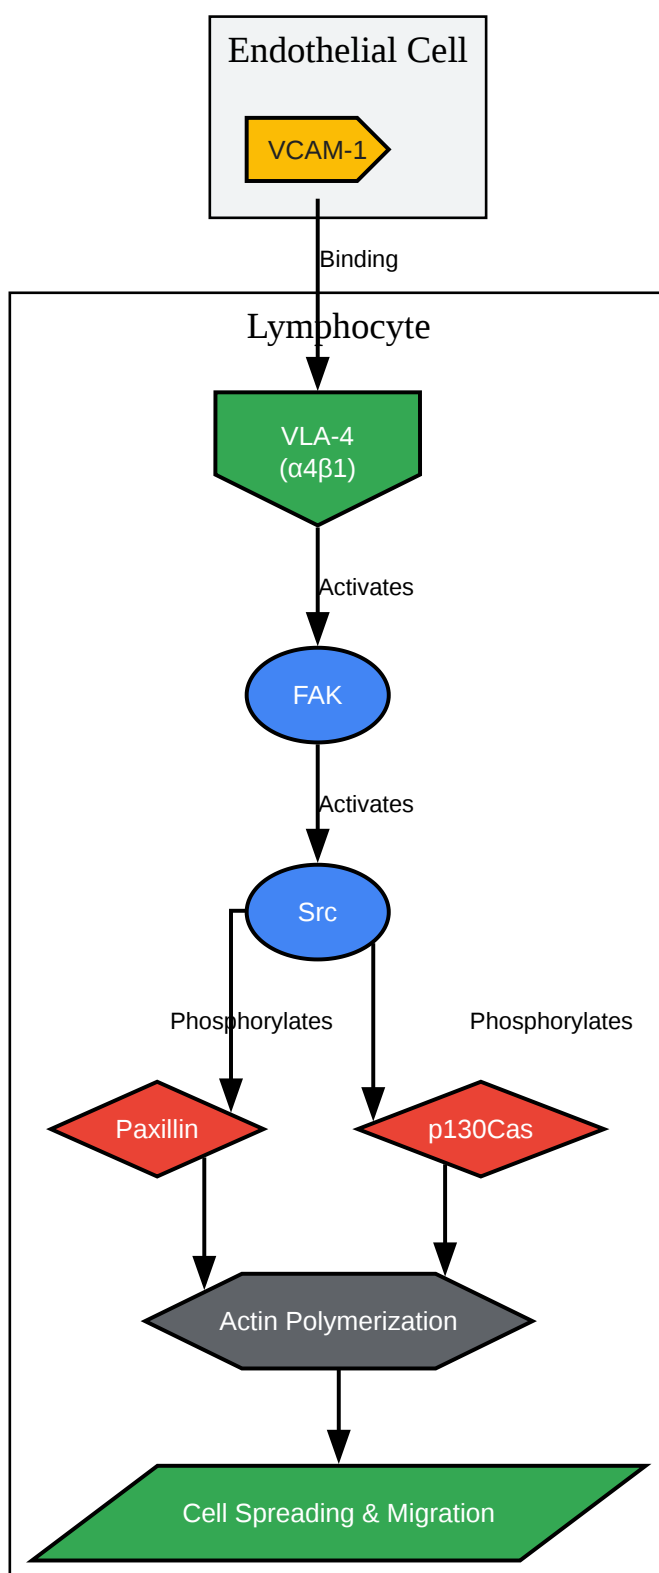 Endothelial Cell
VCAM-1
Binding
Lymphocyte
VLA-4
(α4β1)
Activates
FAK
Activates
Src
Phosphorylates
Phosphorylates
Paxillin
p130Cas
Actin Polymerization
Cell Spreading & Migration